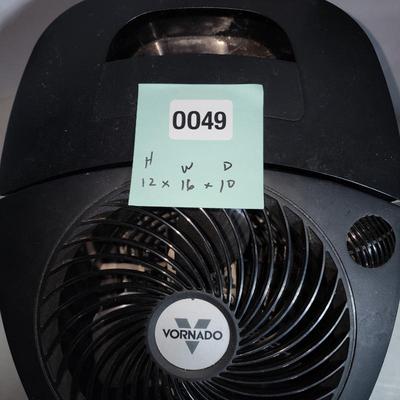 0049
H W D
12 x 16 x 10
VORNADO